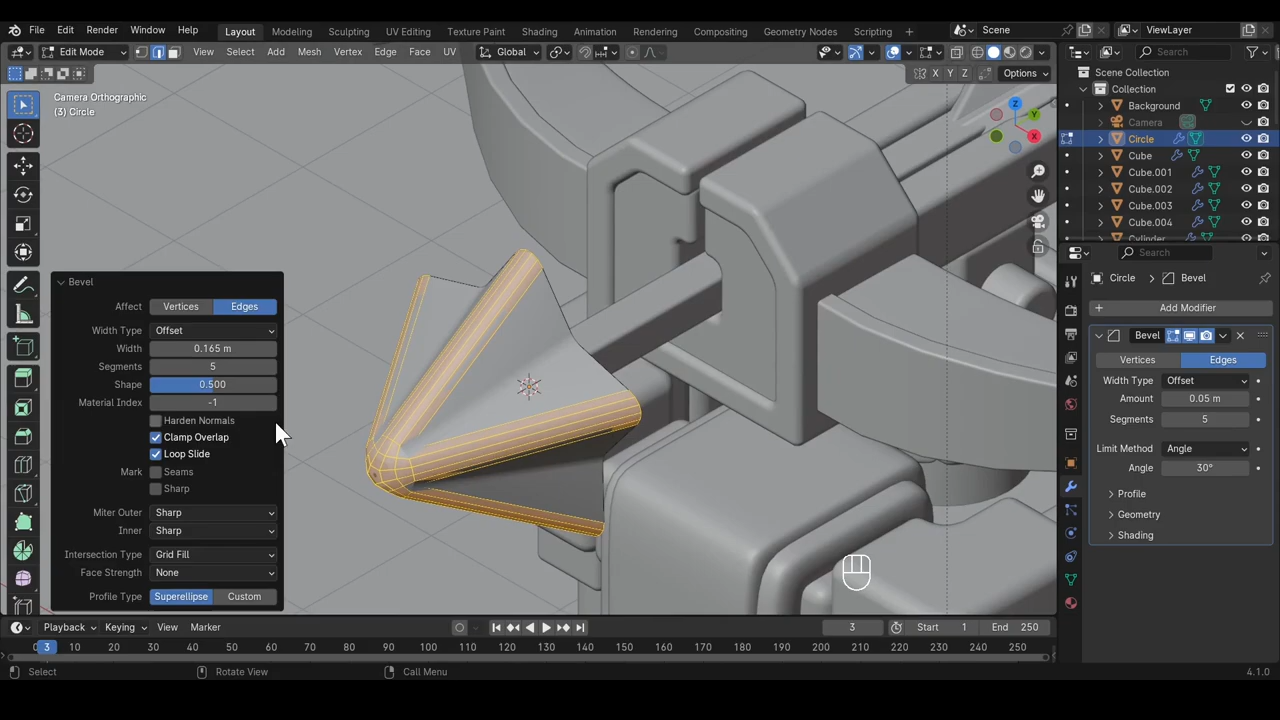 File Edit Render Window Help Layout Modeling Sculpting UV Editing Texture Paint Shading Animation Rendering Compositing Geometry Nodes Scripting + Scene ViewLayer
Edit Mode View Select Add Mesh Vertex Edge Face UV Global Search
X Y Z Options
Scene Collection
Collection
Background
Camera
Circle
Cube
Cube.001
Cube.002
Cube.003
Cube.004
Cylinder
Camera Orthographic
(3) Circle
Z
Y
X
Bevel
Affect Vertices Edges
Width Type Offset
Width 0.165 m
Segments 5
Shape 0.500
Material Index -1
Harden Normals
Clamp Overlap
Loop Slide
Mark Seams
Sharp
Miter Outer Sharp
Inner Sharp
Intersection Type Grid Fill
Face Strength None
Profile Type Superellipse Custom
Search
Circle > Bevel
+ Add Modifier
Bevel
Vertices Edges
Width Type Offset
Amount 0.05 m
Segments 5
Limit Method Angle
Angle 30°
Profile
Geometry
Shading
Playback Keying View Marker 3 Start 1 End 250
3 10 20 30 40 50 60 70 80 90 100 110 120 130 140 150 160 170 180 190 200 210 220 230 240 250
Select Rotate View Call Menu 4.1.0